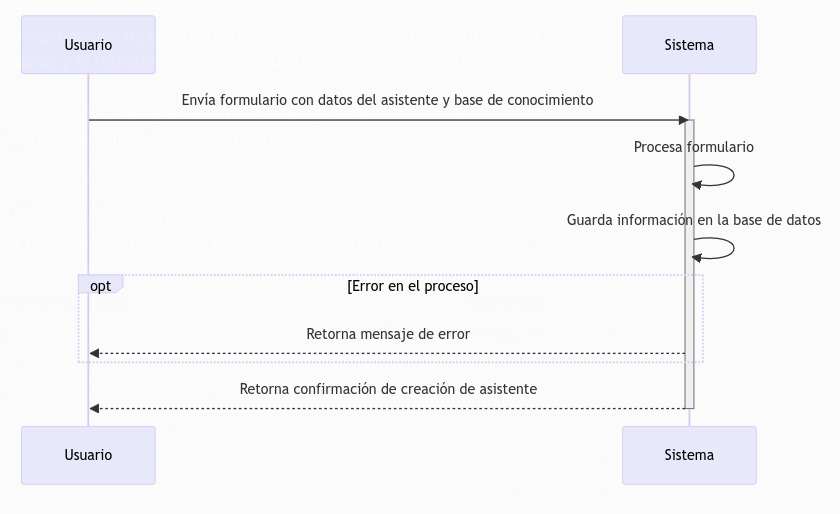 Usuario
Sistema
Envía formulario con datos del asistente y base de conocimiento
Procesa formulario
Guarda información en la base de datos
opt
[Error en el proceso]
Retorna mensaje de error
Retorna confirmación de creación de asistente
Usuario
Sistema